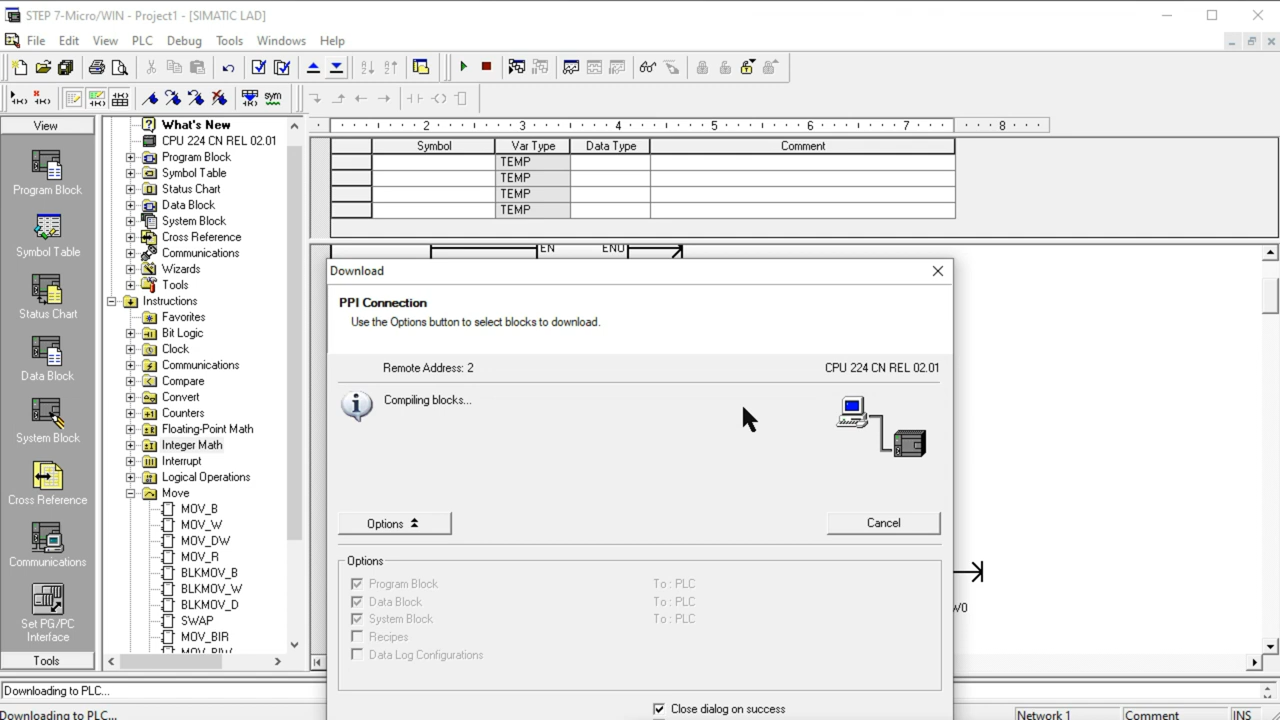 STEP 7-Micro/WIN - Project1 - [SIMATIC LAD]
File Edit View PLC Debug Tools Windows Help
sym
View
Program Block
Symbol Table
Status Chart
Data Block
System Block
Cross Reference
Communications
Set PG/PC
Interface
Tools
What's New
CPU 224 CN REL 02.01
Program Block
Symbol Table
Status Chart
Data Block
System Block
Cross Reference
Communications
Wizards
Tools
Instructions
Favorites
Bit Logic
Clock
Communications
Compare
Convert
Counters
Floating-Point Math
Integer Math
Interrupt
Logical Operations
Move
MOV_B
MOV_W
MOV_DW
MOV_R
BLKMOV_B
BLKMOV_W
BLKMOV_D
SWAP
MOV_BIR
2 3 4 5 6 7 8
Symbol Var Type Data Type Comment
TEMP
TEMP
TEMP
TEMP
EN ENO
Download
PPI Connection
Use the Options button to select blocks to download.
Remote Address: 2 CPU 224 CN REL 02.01
Compiling blocks...
Options Cancel
Options
Program Block To : PLC
Data Block To : PLC
System Block To : PLC
Recipes
Data Log Configurations
Close dialog on success
W0
Downloading to PLC...
Downloading to PLC... Network 1 Comment INS